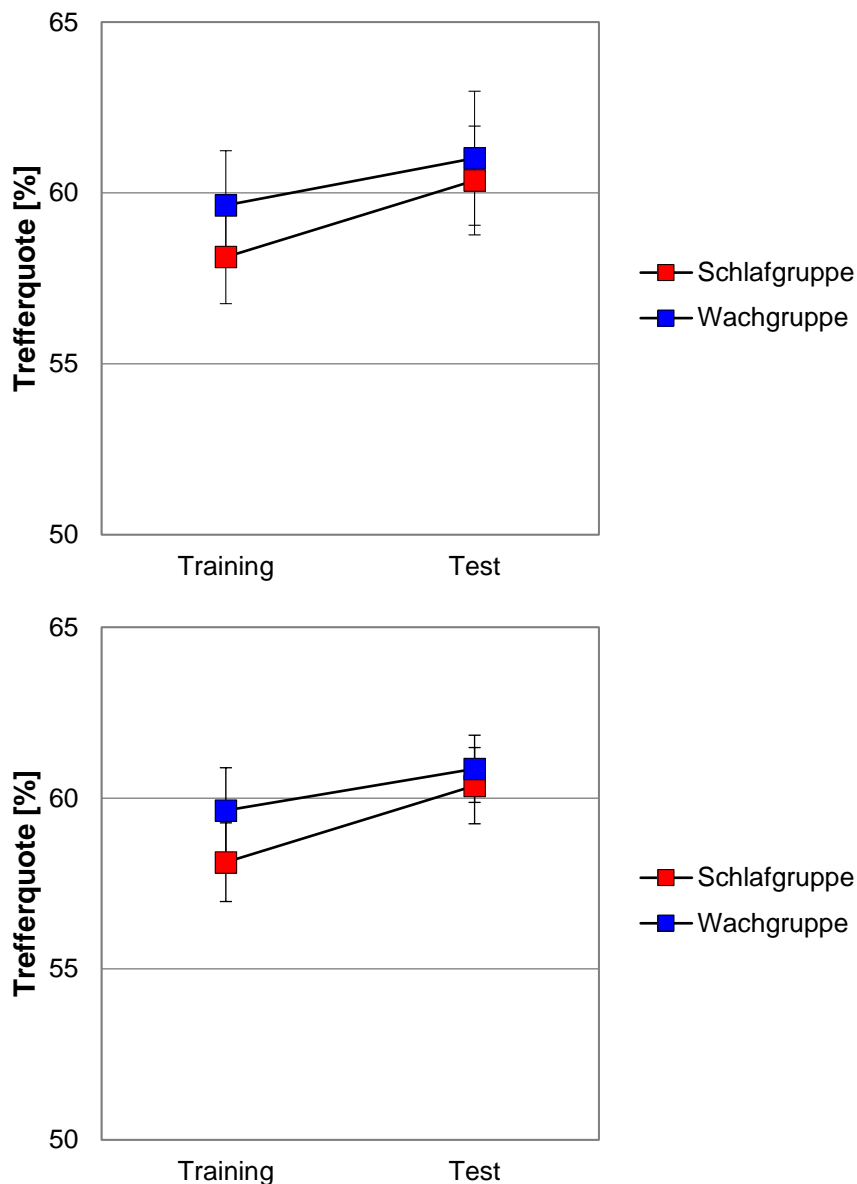 65
60
55
50
Trefferquote [%]
Training Test
Schlafgruppe
Wachgruppe
65
60
55
50
Trefferquote [%]
Training Test
Schlafgruppe
Wachgruppe